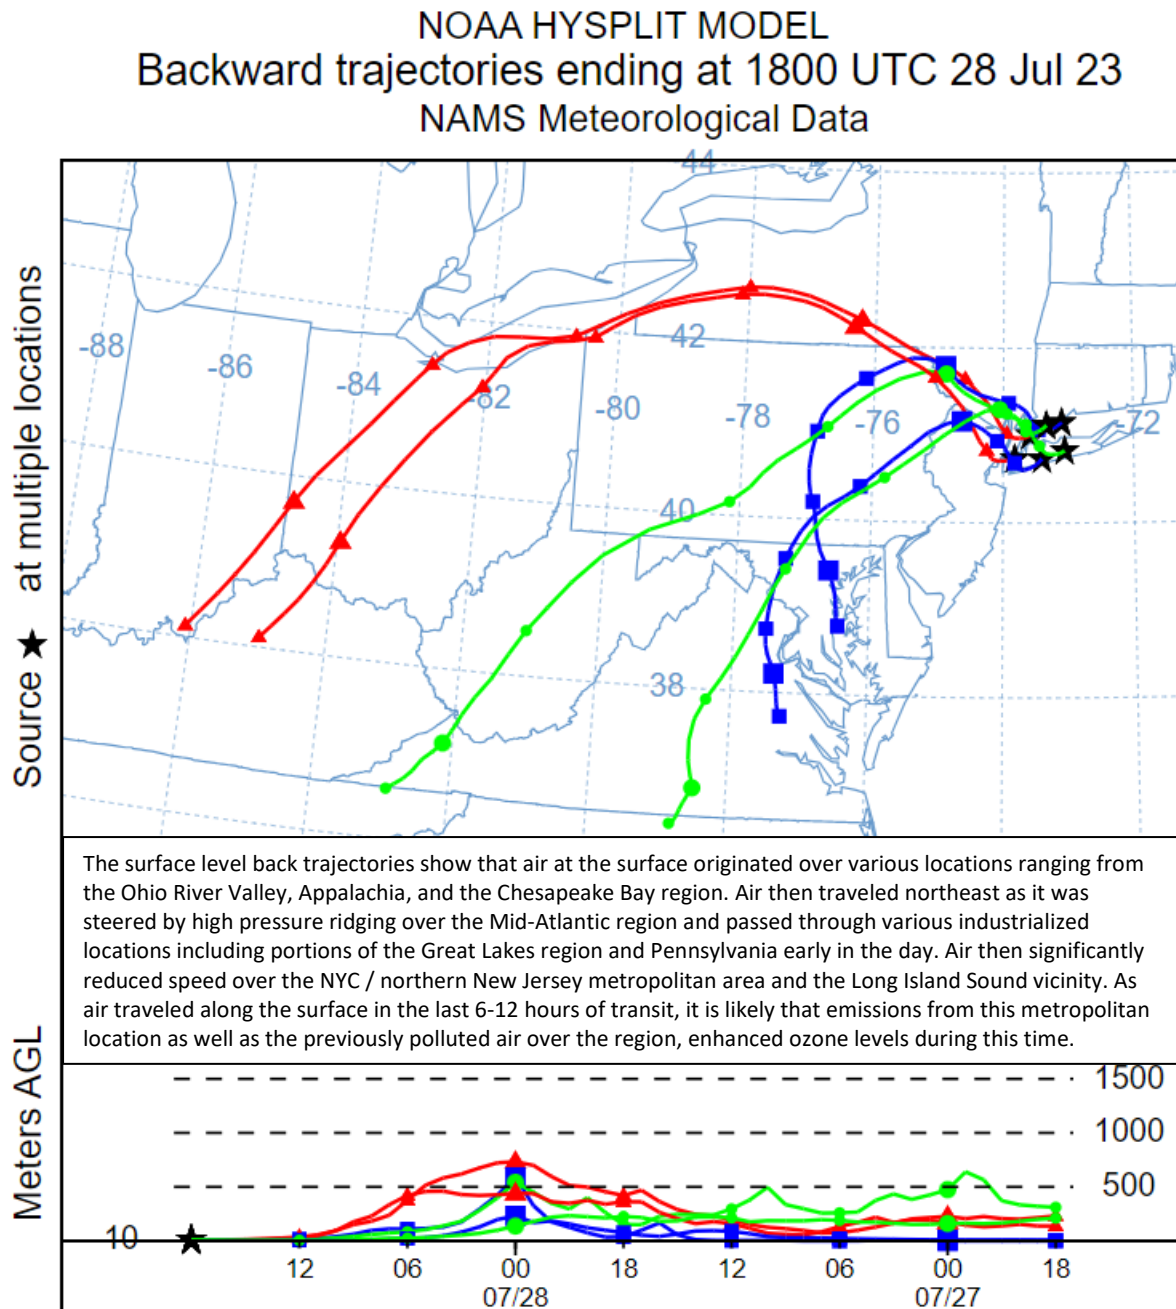 NOAA HYSPLIT MODEL
Backward trajectories ending at 1800 UTC 28 Jul 23
NAMS Meteorological Data
Source ★ at multiple locations
44
42
40
38
-88
-86
-84
-82
-80
-78
-76
-72
The surface level back trajectories show that air at the surface originated over various locations ranging from
the Ohio River Valley, Appalachia, and the Chesapeake Bay region. Air then traveled northeast as it was
steered by high pressure ridging over the Mid-Atlantic region and passed through various industrialized
locations including portions of the Great Lakes region and Pennsylvania early in the day. Air then significantly
reduced speed over the NYC / northern New Jersey metropolitan area and the Long Island Sound vicinity. As
air traveled along the surface in the last 6-12 hours of transit, it is likely that emissions from this metropolitan
location as well as the previously polluted air over the region, enhanced ozone levels during this time.
Meters AGL
1500
1000
500
10
12 06 00 18 12 06 00 18
07/28 07/27